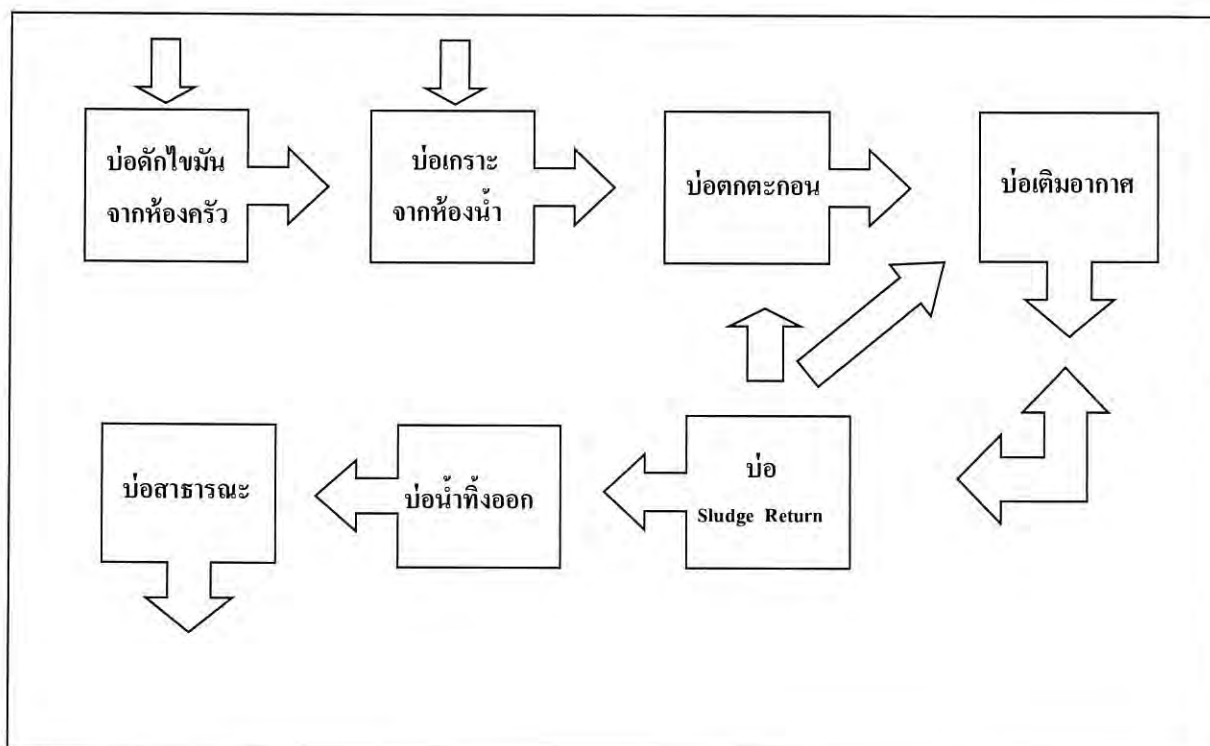 บ่อดักไขมัน
จากห้องครัว
บ่อเกราะ
จากห้องน้ำ
บ่อตกตะกอน
บ่อเติมอากาศ
บ่อสาธารณะ
บ่อน้ำทิ้งออก
บ่อ
Sludge Return